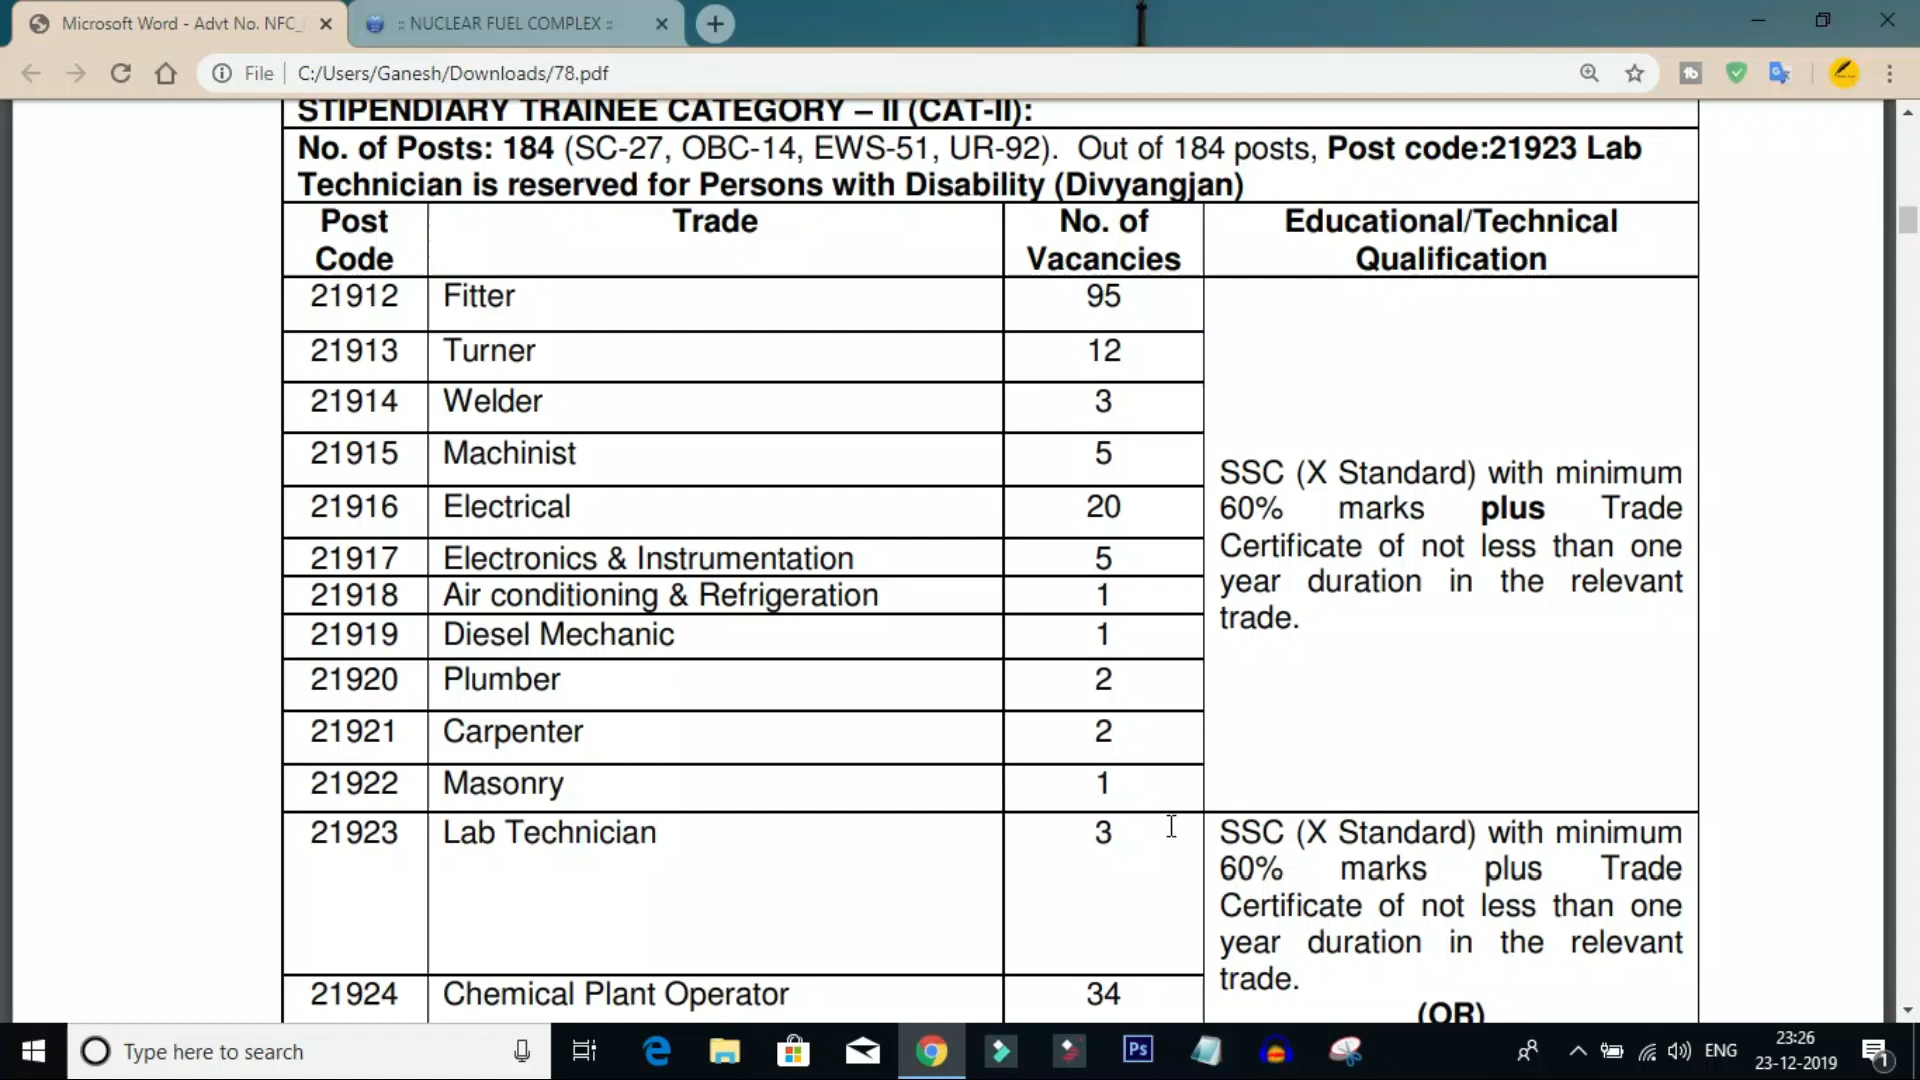 Microsoft Word - Advt No. NFC_
:: NUCLEAR FUEL COMPLEX ::
File
C:/Users/Ganesh/Downloads/78.pdf
STIPENDIARY TRAINEE CATEGORY – II (CAT-II):
No. of Posts: 184 (SC-27, OBC-14, EWS-51, UR-92). Out of 184 posts, Post code:21923 Lab
Technician is reserved for Persons with Disability (Divyangjan)
Post Code Trade No. of Vacancies Educational/Technical Qualification
21912 Fitter 95
21913 Turner 12
21914 Welder 3
21915 Machinist 5
21916 Electrical 20
21917 Electronics & Instrumentation 5
21918 Air conditioning & Refrigeration 1
21919 Diesel Mechanic 1
21920 Plumber 2
21921 Carpenter 2
21922 Masonry 1
SSC (X Standard) with minimum
60% marks plus Trade
Certificate of not less than one
year duration in the relevant
trade.
21923 Lab Technician 3
21924 Chemical Plant Operator 34
SSC (X Standard) with minimum
60% marks plus Trade
Certificate of not less than one
year duration in the relevant
trade.
(OR)
Type here to search
Ps
ENG
23:26
23-12-2019
1